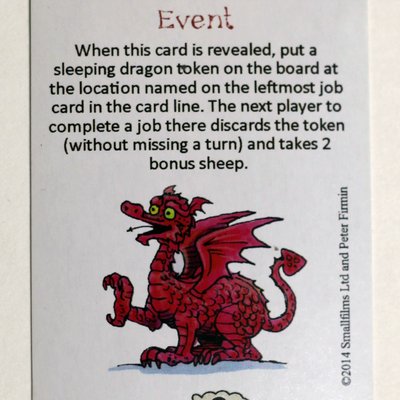 Event
When this card is revealed, put a
sleeping dragon token on the board at
the location named on the leftmost job
card in the card line. The next player to
complete a job there discards the token
(without missing a turn) and takes 2
bonus sheep.
©2014 Smallfilms Ltd and Peter Firmin